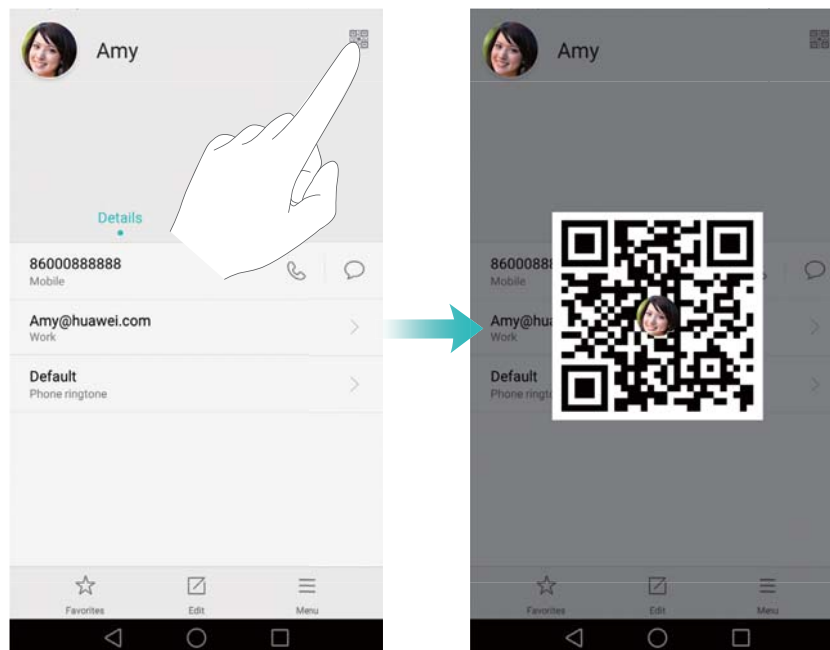 Amy
Details
86000888888
Mobile
Amy@huawei.com
Work
Default
Phone ringtone
Favorites
Edit
Menu
Amy
86000888
Mobile
Amy@hua
Work
Default
Phone ringt
Favorites
Edit
Menu